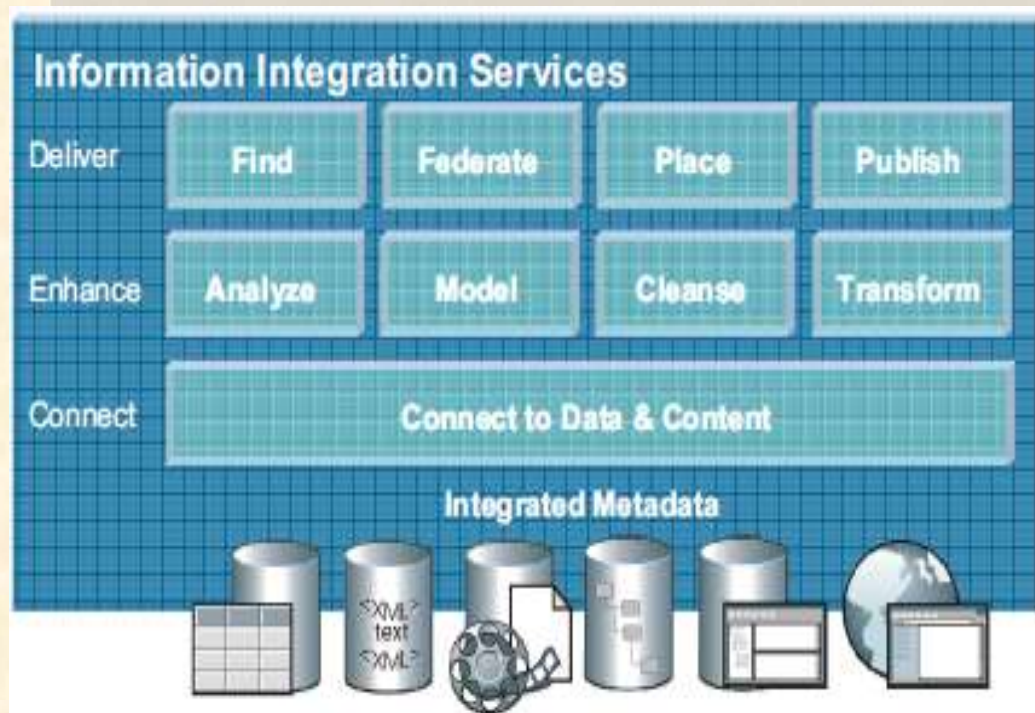 Information Integration Services
Deliver Find Federate Place Publish
Enhance Analyze Model Cleanse Transform
Connect Connect to Data & Content
Integrated Metadata
<XML>
text
<XML>